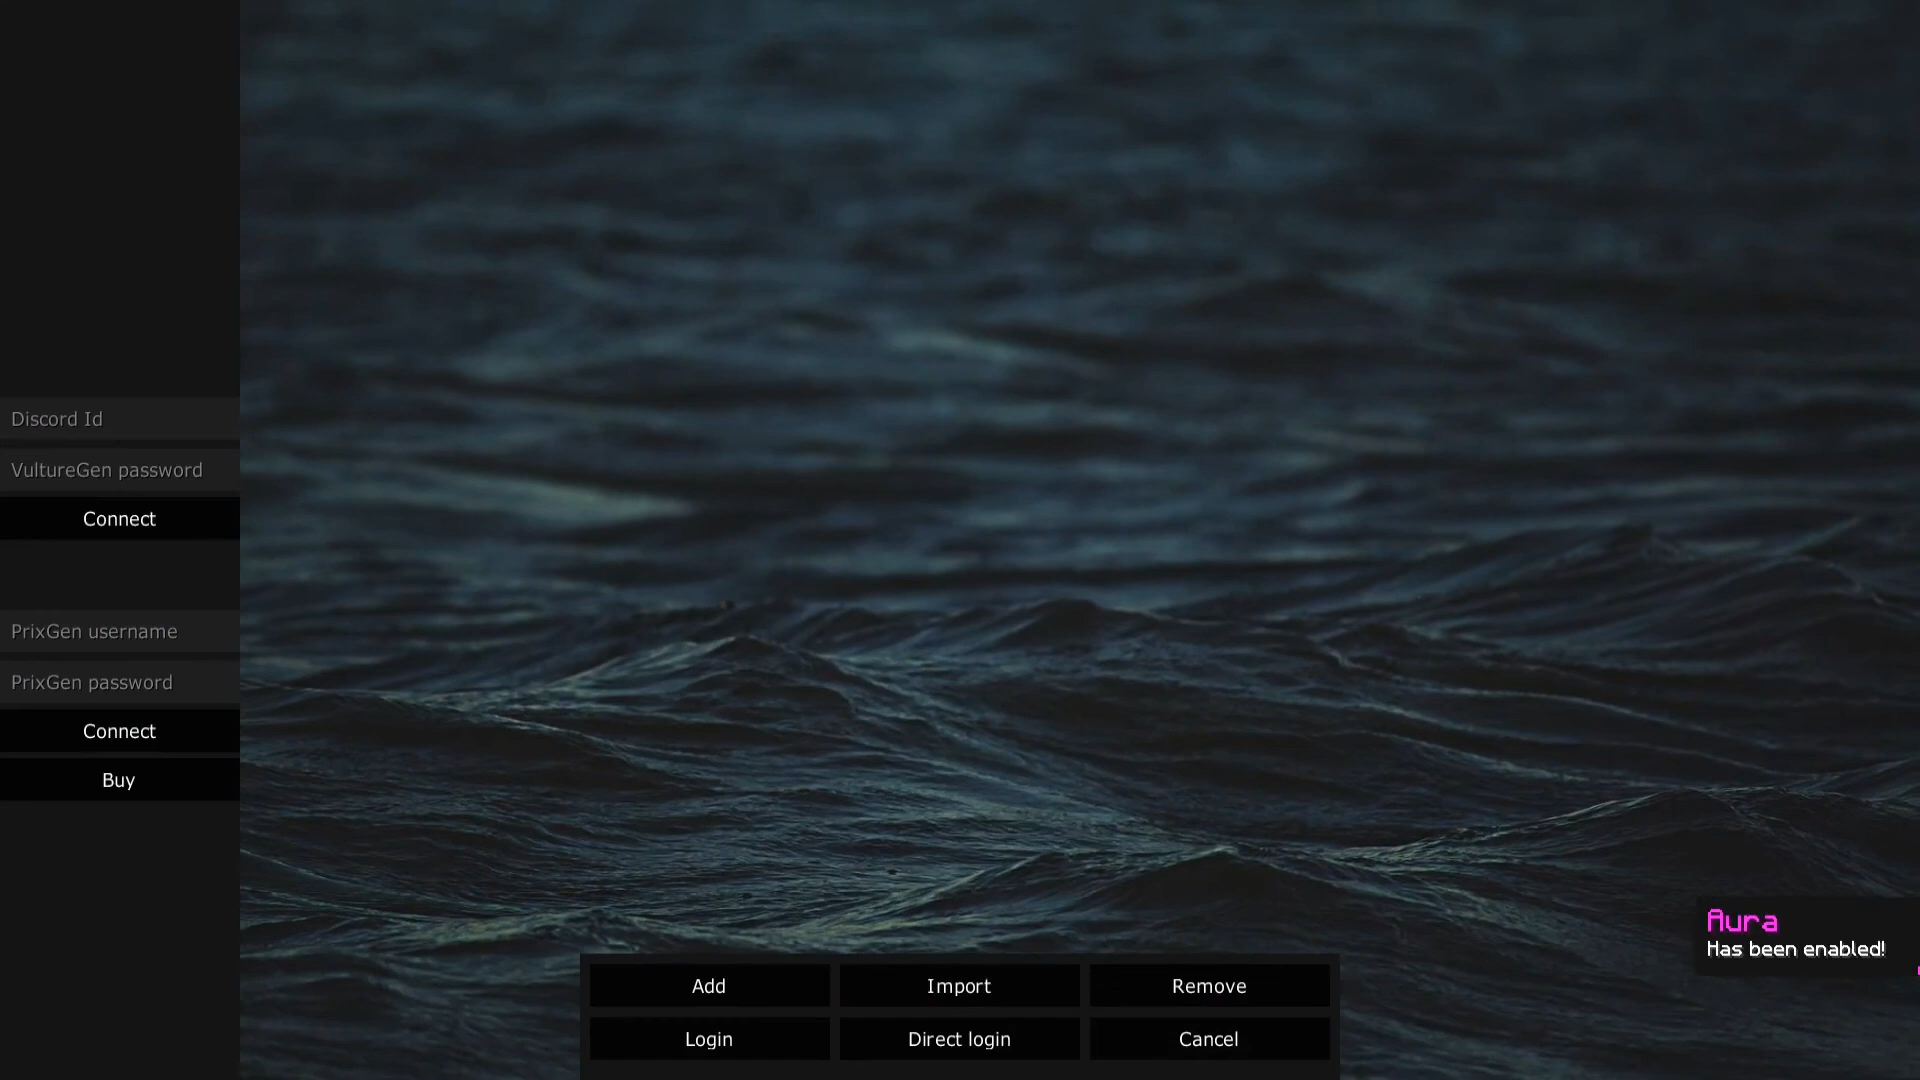 Discord Id
VultureGen password
Connect
PrixGen username
PrixGen password
Connect
Buy
Aura
Has been enabled!
Add
Import
Remove
Login
Direct login
Cancel